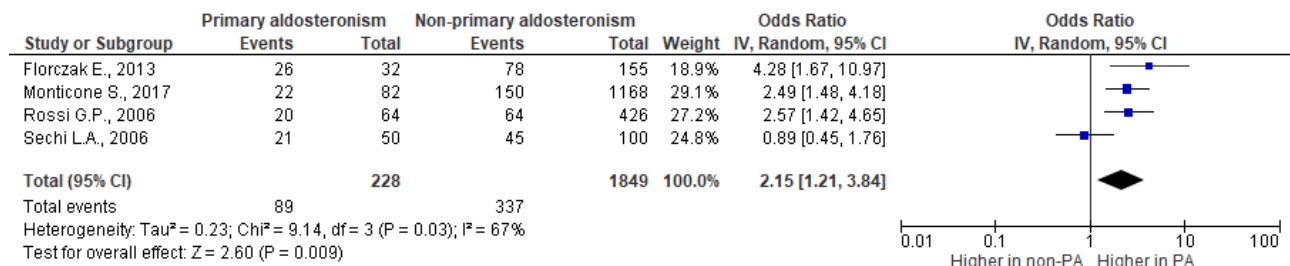 Primary aldosteronism Non-primary aldosteronism Odds Ratio Odds Ratio
Study or Subgroup Events Total Events Total Weight IV, Random, 95% CI IV, Random, 95% CI
Florczak E., 2013 26 32 78 155 18.9% 4.28 [1.67, 10.97]
Monticone S., 2017 22 82 150 1168 29.1% 2.49 [1.48, 4.18]
Rossi G.P., 2006 20 64 64 426 27.2% 2.57 [1.42, 4.65]
Sechi L.A., 2006 21 50 45 100 24.8% 0.89 [0.45, 1.76]
Total (95% CI) 228 1849 100.0% 2.15 [1.21, 3.84]
Total events 89 337
Heterogeneity: Tau² = 0.23; Chi² = 9.14, df = 3 (P = 0.03); I² = 67%
Test for overall effect: Z = 2.60 (P = 0.009)
0.01 0.1 1 10 100
Higher in non-PA Higher in PA